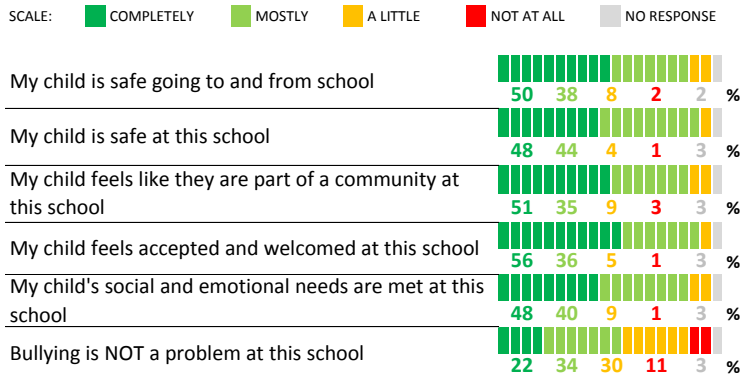 SCALE: COMPLETELY MOSTLY A LITTLE NOT AT ALL NO RESPONSE
My child is safe going to and from school
50 38 8 2 2 %
My child is safe at this school
48 44 4 1 3 %
My child feels like they are part of a community at
this school
51 35 9 3 3 %
My child feels accepted and welcomed at this school
56 36 5 1 3 %
My child's social and emotional needs are met at this
school
48 40 9 1 3 %
Bullying is NOT a problem at this school
22 34 30 11 3 %